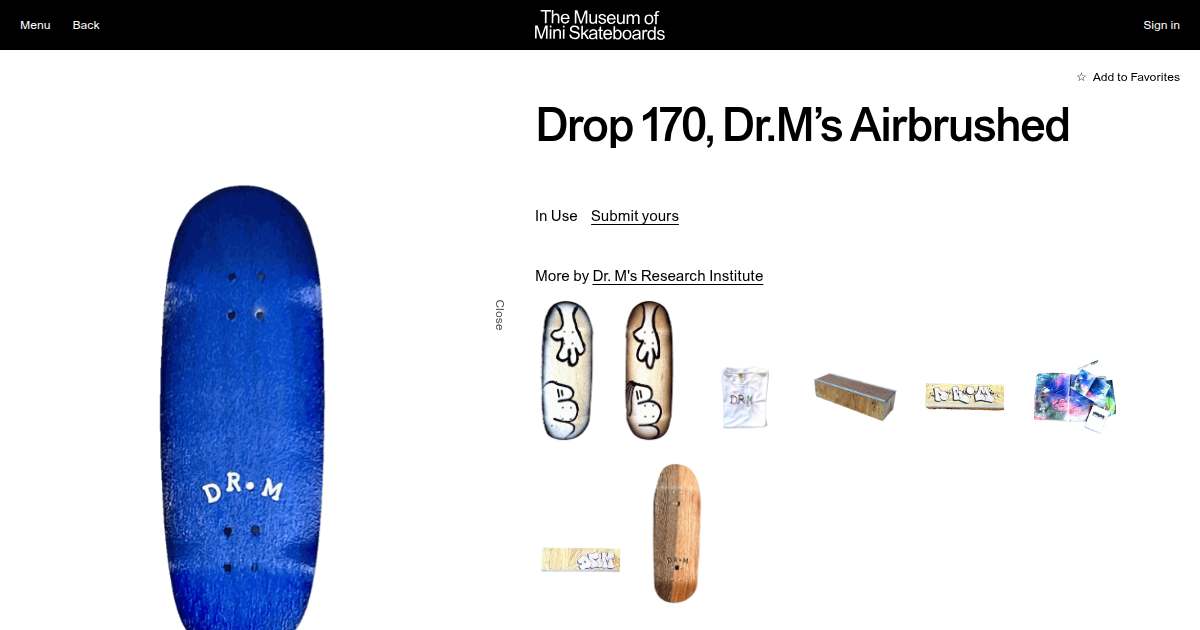 Menu
Back
The Museum of
Mini Skateboards
Sign in
☆ Add to Favorites
Drop 170, Dr.M’s Airbrushed
In Use
Submit yours
More by Dr. M's Research Institute
Close
DR•M
DR M
DR•M